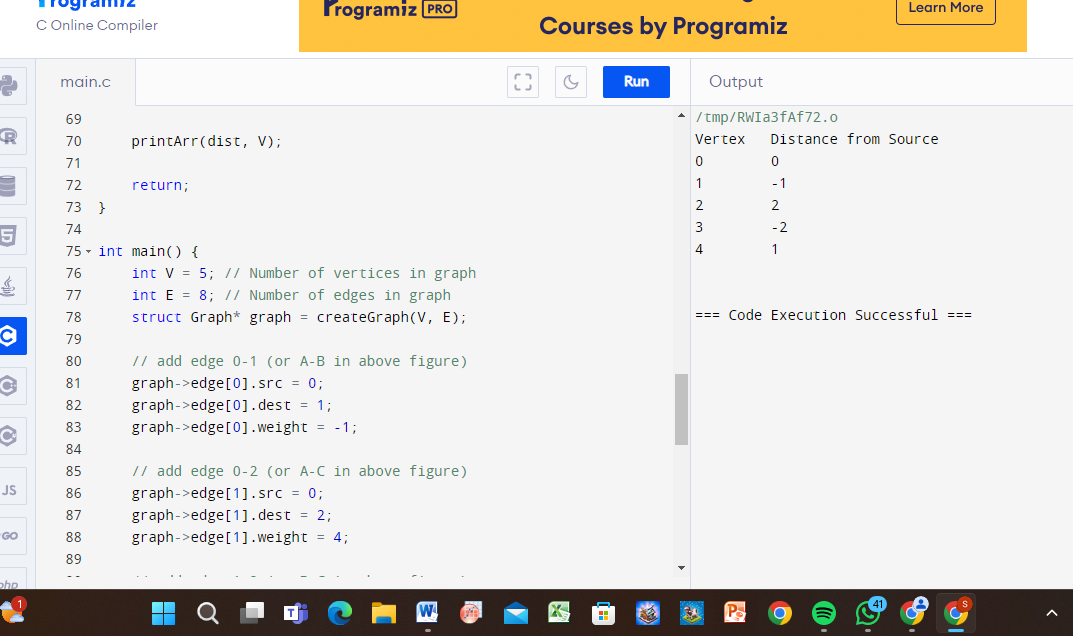 Programiz
C Online Compiler
Programiz PRO
Courses by Programiz
Learn More
main.c
Run
Output
69
70 printArr(dist, V);
71
72 return;
73 }
74
75 int main() {
76 int V = 5; // Number of vertices in graph
77 int E = 8; // Number of edges in graph
78 struct Graph* graph = createGraph(V, E);
79
80 // add edge 0-1 (or A-B in above figure)
81 graph->edge[0].src = 0;
82 graph->edge[0].dest = 1;
83 graph->edge[0].weight = -1;
84
85 // add edge 0-2 (or A-C in above figure)
86 graph->edge[1].src = 0;
87 graph->edge[1].dest = 2;
88 graph->edge[1].weight = 4;
89
/tmp/RWIa3fAf72.o
Vertex Distance from Source
0 0
1 -1
2 2
3 -2
4 1
=== Code Execution Successful ===
R
5
C
JS
GO
php
1
T
W
X
P
41
S